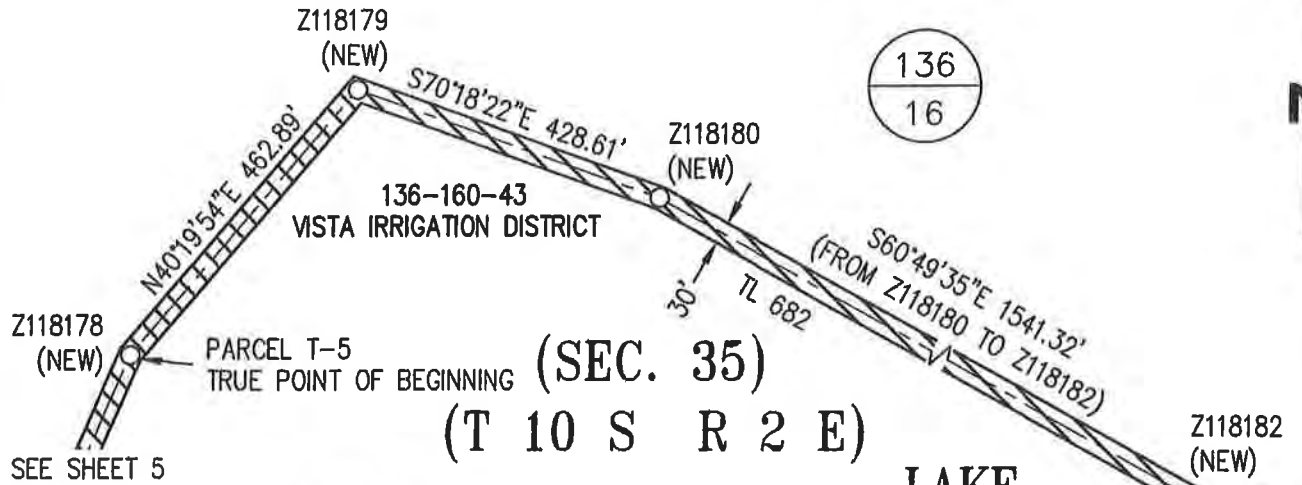 Z118179
(NEW)
136
16
S70°18'22"E 428.61'
Z118180
(NEW)
N40°19'54"E 462.89'
136-160-43
VISTA IRRIGATION DISTRICT
S60°49'35"E 1541.32'
(FROM Z118180 TO Z118182)
30'
TL 682
Z118178
(NEW)
PARCEL T-5
TRUE POINT OF BEGINNING
(SEC. 35)
(T 10 S R 2 E)
Z118182
(NEW)
SEE SHEET 5
LAKE